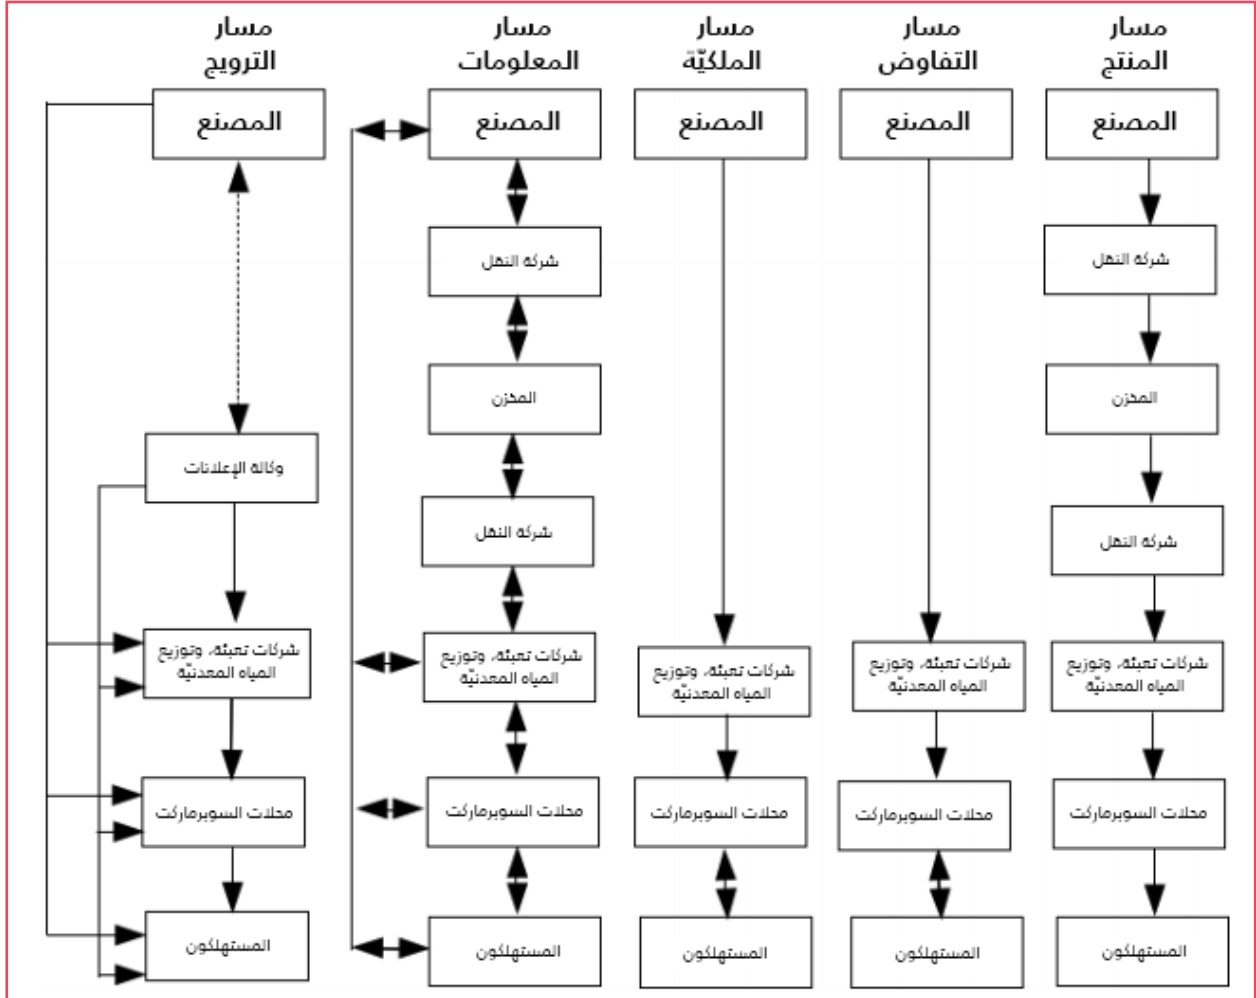 مسار
المنتج
المصنع
شركة النقل
المخزن
شركة النقل
شركات تعبئة، وتوزيع
المياه المعدنيّة
محلات السوبرماركت
المستهلكون
مسار
التفاوض
المصنع
شركات تعبئة، وتوزيع
المياه المعدنيّة
محلات السوبرماركت
المستهلكون
مسار
الملكيّة
المصنع
شركات تعبئة، وتوزيع
المياه المعدنيّة
محلات السوبرماركت
المستهلكون
مسار
المعلومات
المصنع
شركة النقل
المخزن
شركة النقل
شركات تعبئة، وتوزيع
المياه المعدنيّة
محلات السوبرماركت
المستهلكون
مسار
الترويج
المصنع
وكالة الإعلانات
شركات تعبئة، وتوزيع
المياه المعدنيّة
محلات السوبرماركت
المستهلكون